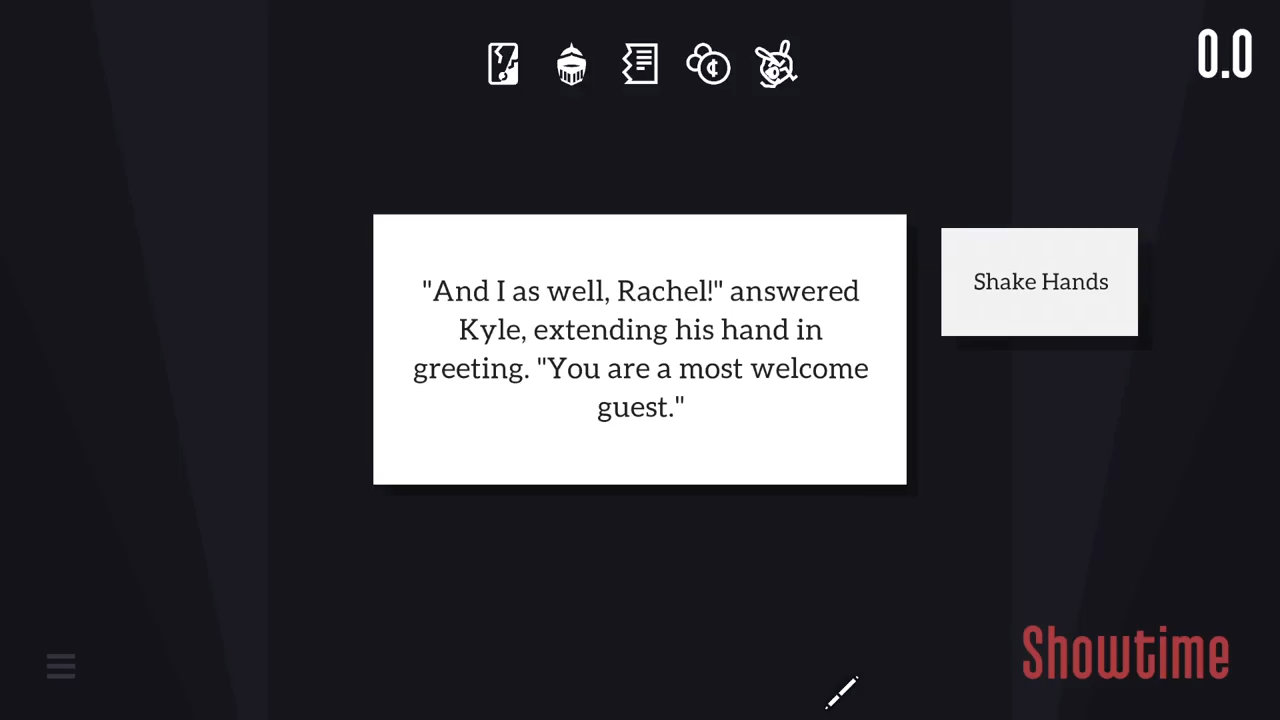 0.0
"And I as well, Rachel!" answered
Kyle, extending his hand in
greeting. "You are a most welcome
guest."
Shake Hands
Showtime